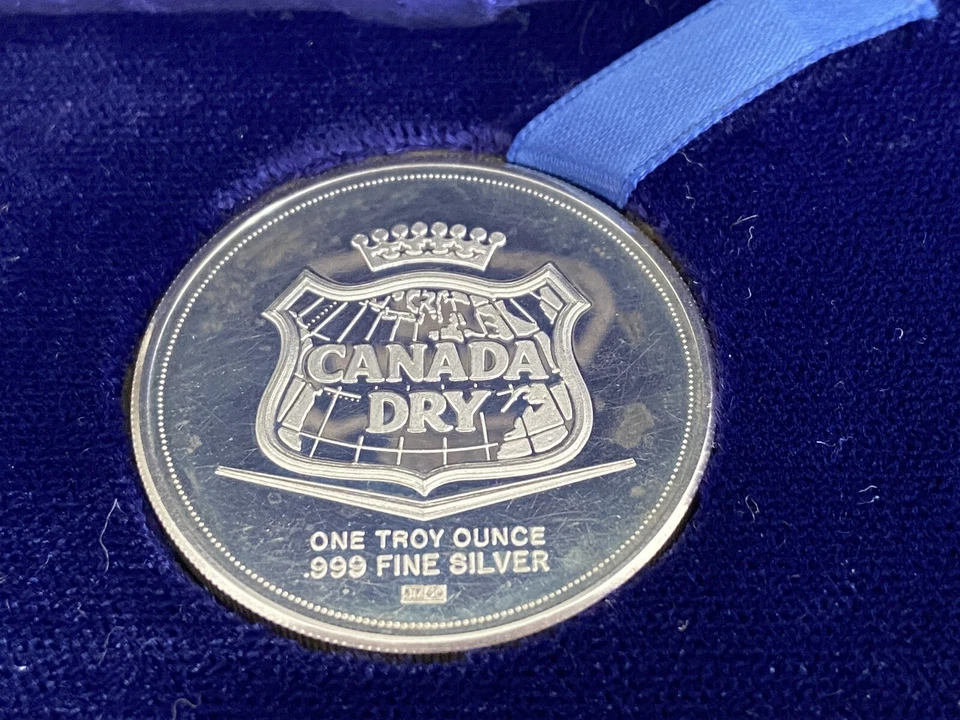 CANADA
DRY
ONE TROY OUNCE
.999 FINE SILVER